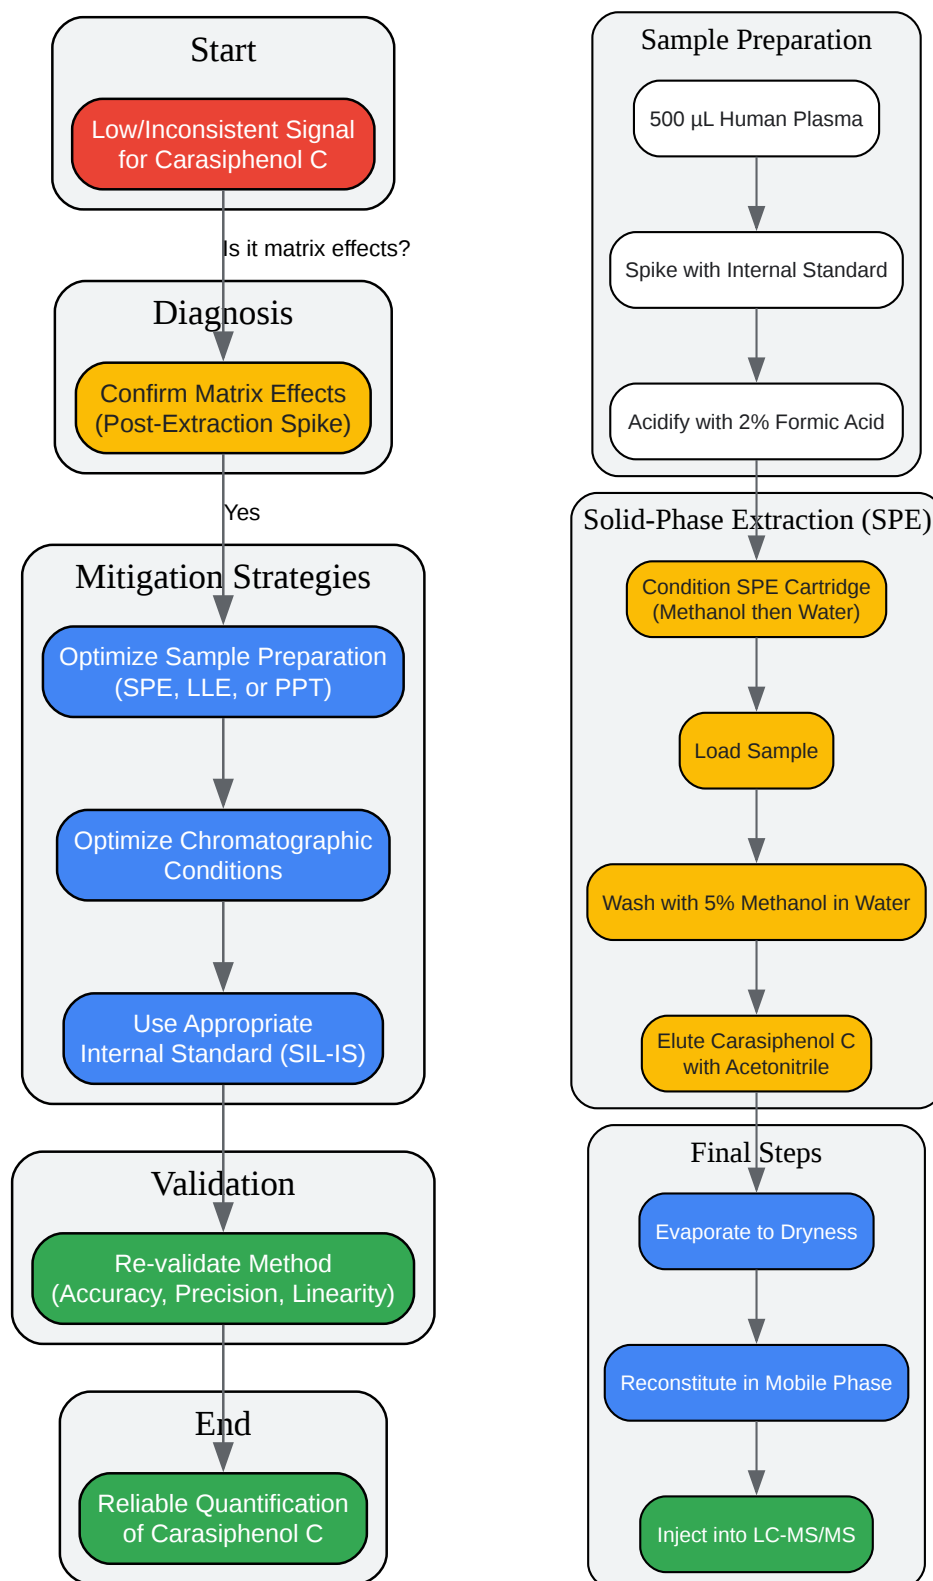 Start
Low/Inconsistent Signal
for Carasiphenol C
Is it matrix effects?
Diagnosis
Confirm Matrix Effects
(Post-Extraction Spike)
Yes
Mitigation Strategies
Optimize Sample Preparation
(SPE, LLE, or PPT)
Optimize Chromatographic
Conditions
Use Appropriate
Internal Standard (SIL-IS)
Validation
Re-validate Method
(Accuracy, Precision, Linearity)
End
Reliable Quantification
of Carasiphenol C
Sample Preparation
500 µL Human Plasma
Spike with Internal Standard
Acidify with 2% Formic Acid
Solid-Phase Extraction (SPE)
Condition SPE Cartridge
(Methanol then Water)
Load Sample
Wash with 5% Methanol in Water
Elute Carasiphenol C
with Acetonitrile
Final Steps
Evaporate to Dryness
Reconstitute in Mobile Phase
Inject into LC-MS/MS